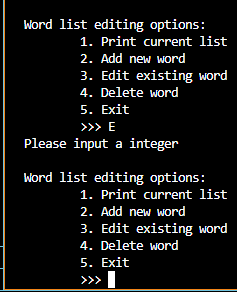 Word list editing options:
1. Print current list
2. Add new word
3. Edit existing word
4. Delete word
5. Exit
>>> E
Please input a integer
Word list editing options:
1. Print current list
2. Add new word
3. Edit existing word
4. Delete word
5. Exit
>>>